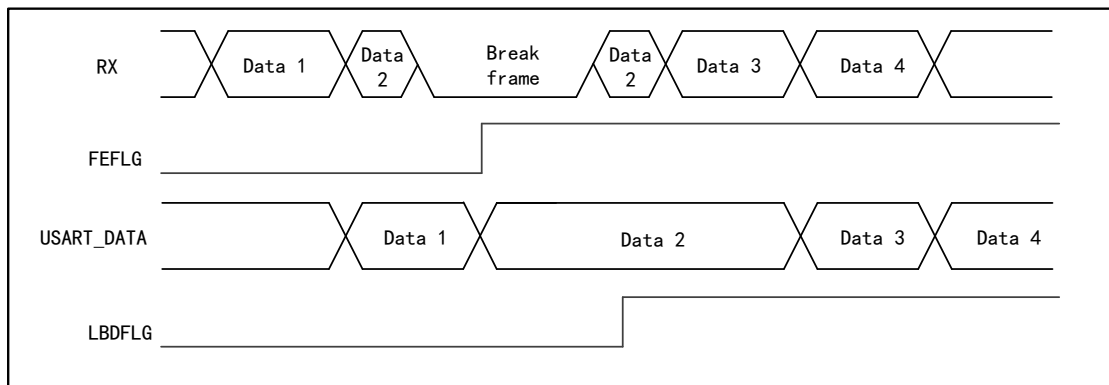 RX
Data 1
Data
2
Break
frame
Data
2
Data 3
Data 4
FEFLG
USART_DATA
Data 1
Data 2
Data 3
Data 4
LBDFLG